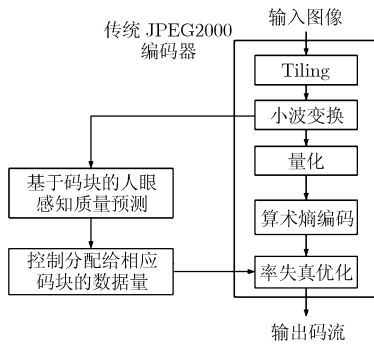 输入图像
传统 JPEG2000
编码器
Tiling
小波变换
量化
基于码块的人眼
感知质量预测
算术熵编码
控制分配给相应
码块的数据量
率失真优化
输出码流